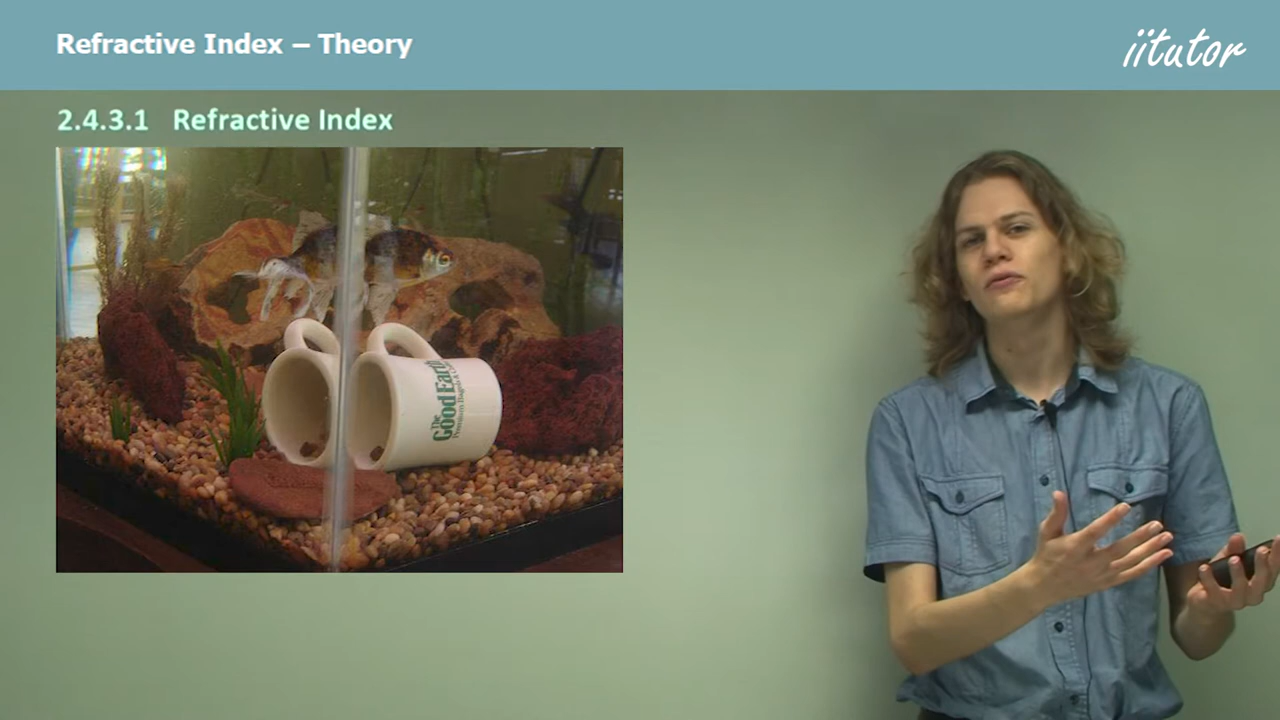 Refractive Index – Theory
iitutor
2.4.3.1 Refractive Index
The
Good Earth